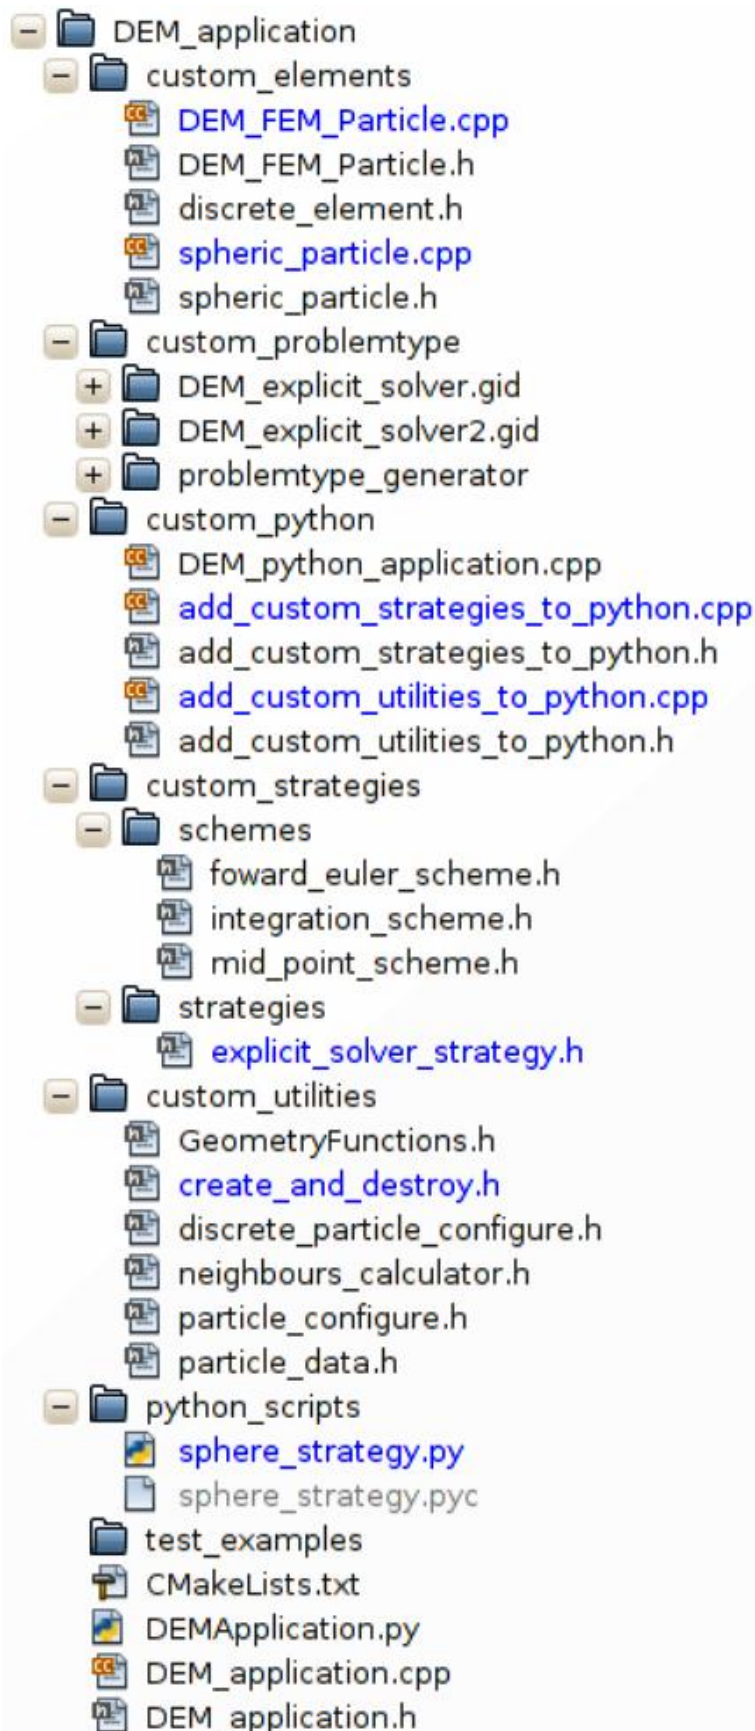 DEM_application
custom_elements
DEM_FEM_Particle.cpp
DEM_FEM_Particle.h
discrete_element.h
spheric_particle.cpp
spheric_particle.h
custom_problemtype
DEM_explicit_solver.gid
DEM_explicit_solver2.gid
problemtype_generator
custom_python
DEM_python_application.cpp
add_custom_strategies_to_python.cpp
add_custom_strategies_to_python.h
add_custom_utilities_to_python.cpp
add_custom_utilities_to_python.h
custom_strategies
schemes
foward_euler_scheme.h
integration_scheme.h
mid_point_scheme.h
strategies
explicit_solver_strategy.h
custom_utilities
GeometryFunctions.h
create_and_destroy.h
discrete_particle_configure.h
neighbours_calculator.h
particle_configure.h
particle_data.h
python_scripts
sphere_strategy.py
sphere_strategy.pyc
test_examples
CMakeLists.txt
DEMApplication.py
DEM_application.cpp
DEM_application.h